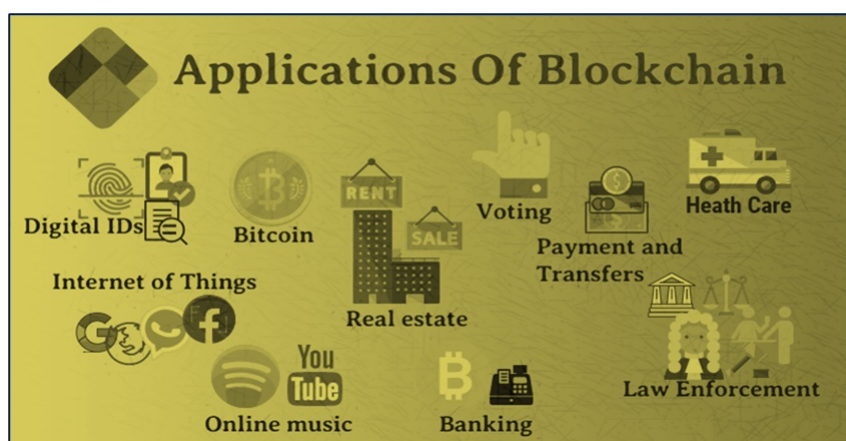 Applications Of Blockchain
Digital IDs
Bitcoin
RENT
SALE
Real estate
Voting
Payment and
Transfers
Heath Care
Internet of Things
You
Tube
Online music
Banking
Law Enforcement